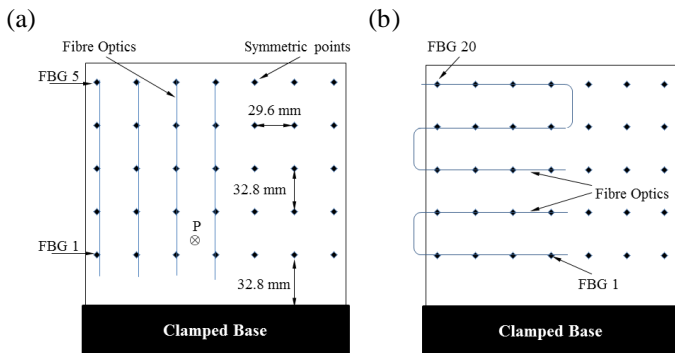 (a)
Fibre Optics
Symmetric points
FBG 5
29.6 mm
32.8 mm
P
FBG 1
32.8 mm
Clamped Base
(b)
FBG 20
Fibre Optics
FBG 1
Clamped Base